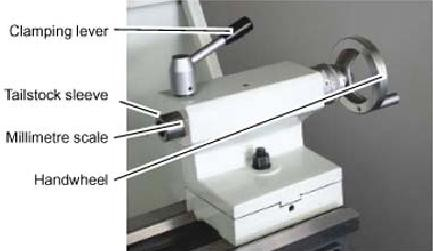 Clamping lever
Tailstock sleeve
Millimetre scale
Handwheel